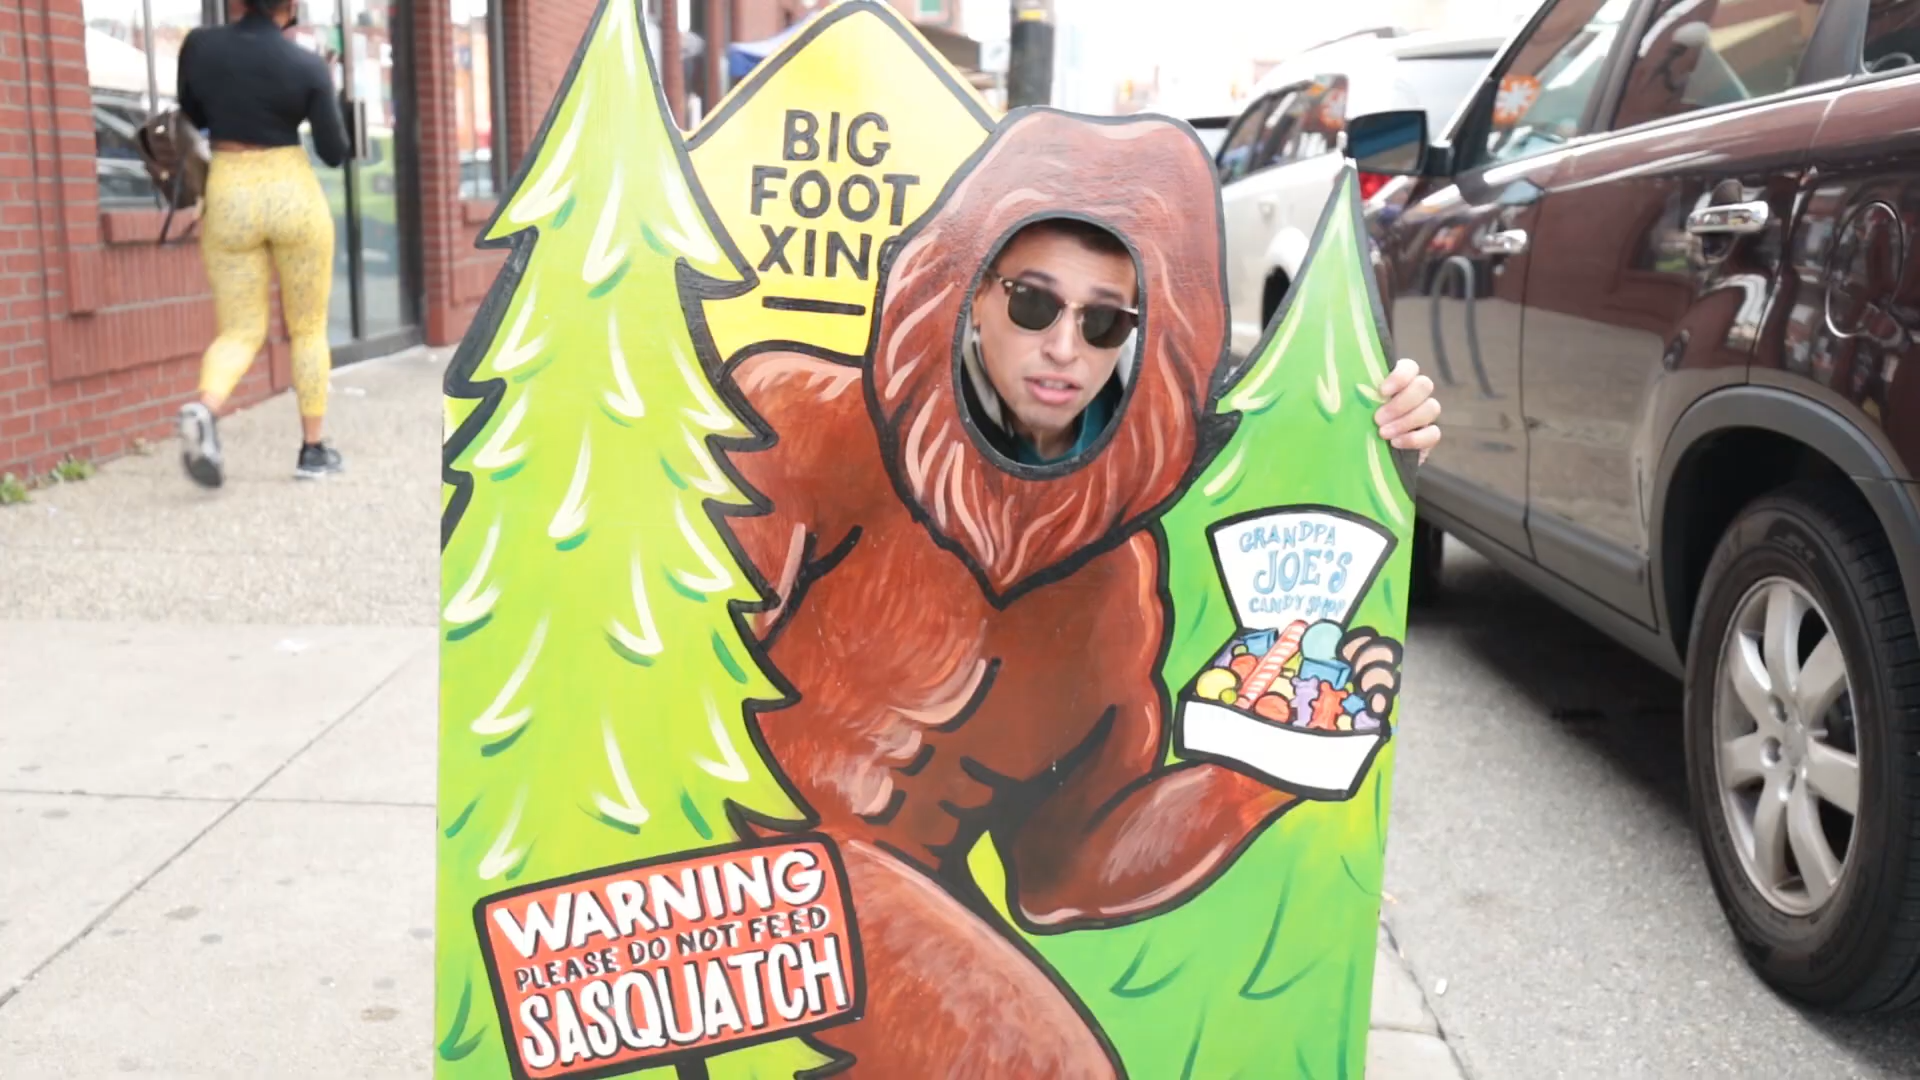 BIG
FOOT
XING
GRANDPA
JOE'S
CANDY SHOP
WARNING
PLEASE DO NOT FEED
SASQUATCH